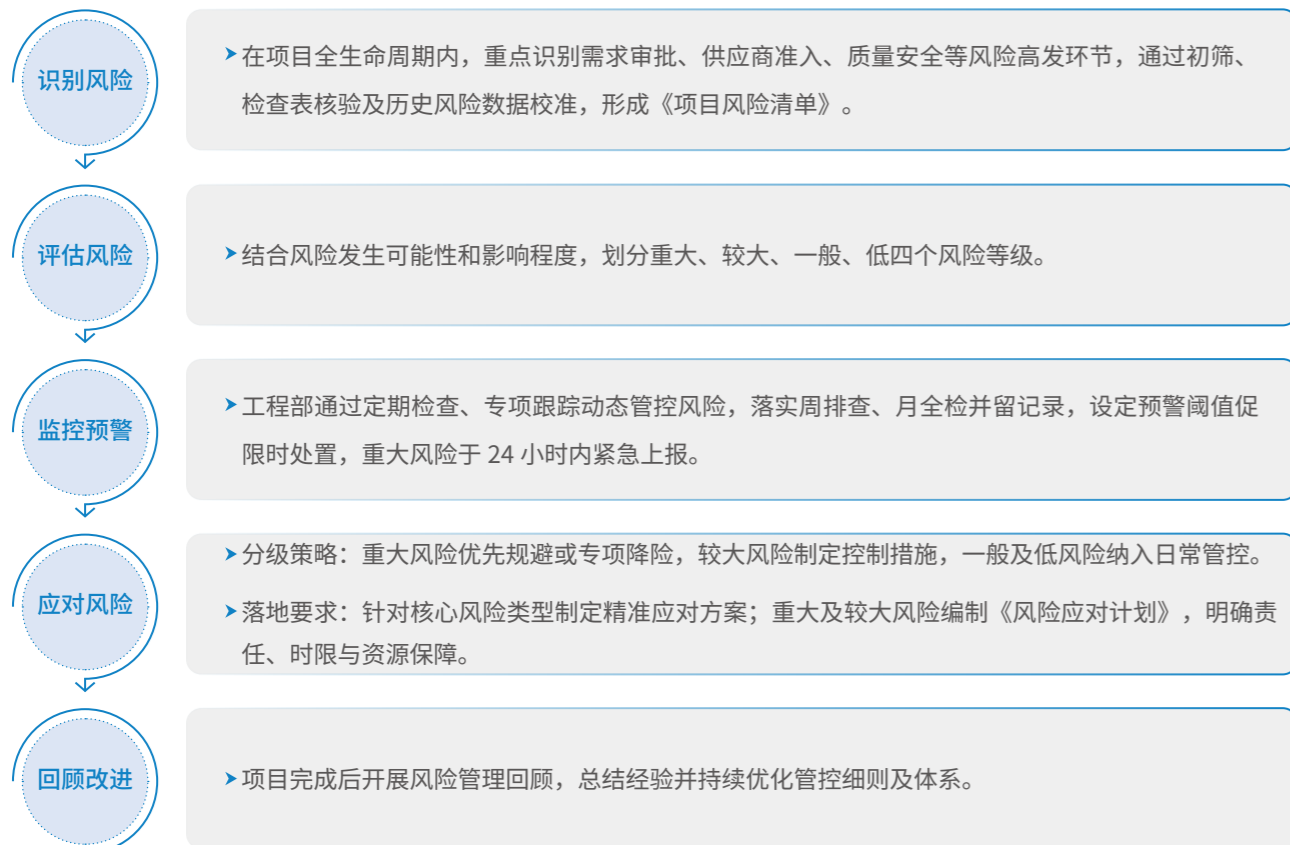 识别风险
在项目全生命周期内，重点识别需求审批、供应商准入、质量安全等风险高发环节，通过初筛、
检查表核验及历史风险数据校准，形成《项目风险清单》。
评估风险
结合风险发生可能性和影响程度，划分重大、较大、一般、低四个风险等级。
监控预警
工程部通过定期检查、专项跟踪动态管控风险，落实周排查、月全检并留记录，设定预警阈值促
限时处置，重大风险于 24 小时内紧急上报。
应对风险
分级策略：重大风险优先规避或专项降险，较大风险制定控制措施，一般及低风险纳入日常管控。
落地要求：针对核心风险类型制定精准应对方案；重大及较大风险编制《风险应对计划》，明确责
任、时限与资源保障。
回顾改进
项目完成后开展风险管理回顾，总结经验并持续优化管控细则及体系。